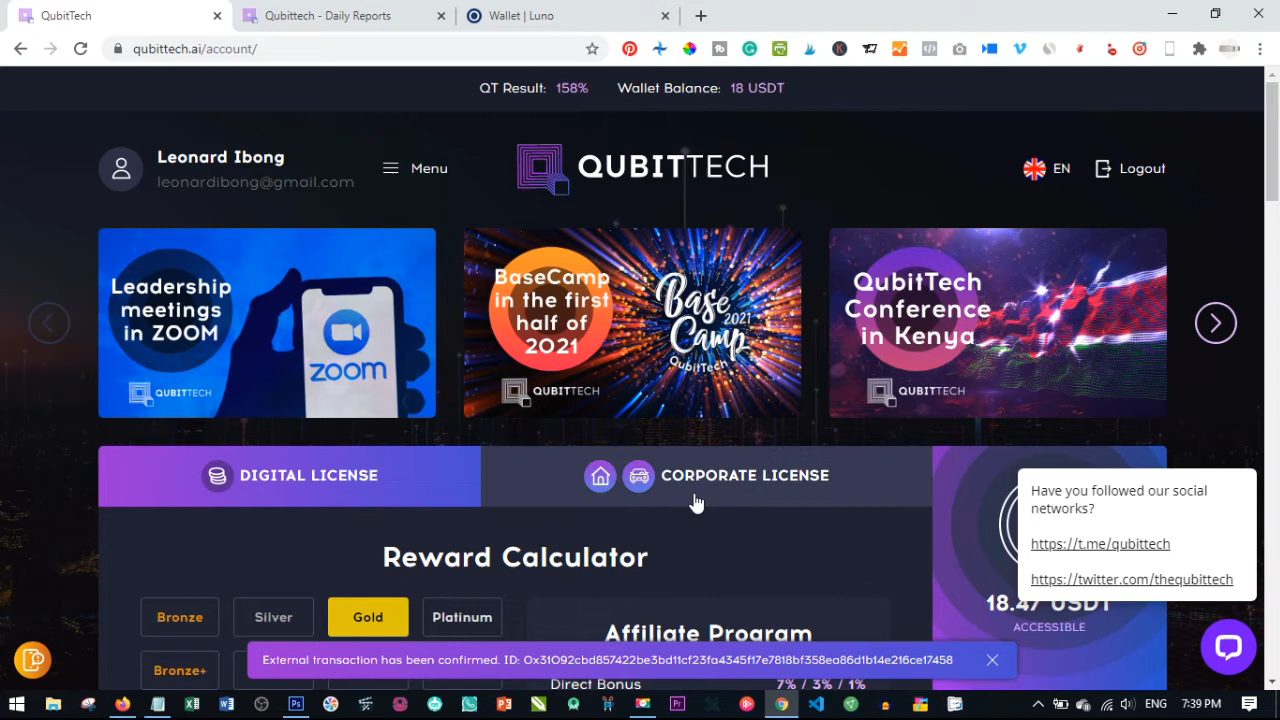 QubitTech
Qubittech - Daily Reports
Wallet | Luno
qubittech.ai/account/
QT Result: 158% Wallet Balance: 18 USDT
Leonard Ibong
leonardibong@gmail.com
Menu
QUBITTECH
EN
Logout
Leadership
meetings
in ZOOM
zoom
QUBITTECH
BaseCamp
in the first
half of
2021
Base
Camp
2021
QubitTech
QUBITTECH
QubitTech
Conference
in Kenya
QUBITTECH
DIGITAL LICENSE
CORPORATE LICENSE
Have you followed our social
networks?
https://t.me/qubittech
https://twitter.com/thequbittech
Reward Calculator
Bronze Silver Gold Platinum
Bronze+
Affiliate Program
Direct Bonus 7% / 3% / 1%
18.47 USDT
ACCESSIBLE
External transaction has been confirmed. ID: 0x31092cbd857422be3bd11cf23fa4345f17e7818bf358ea86d1b14e216ce17458
ENG 7:39 PM